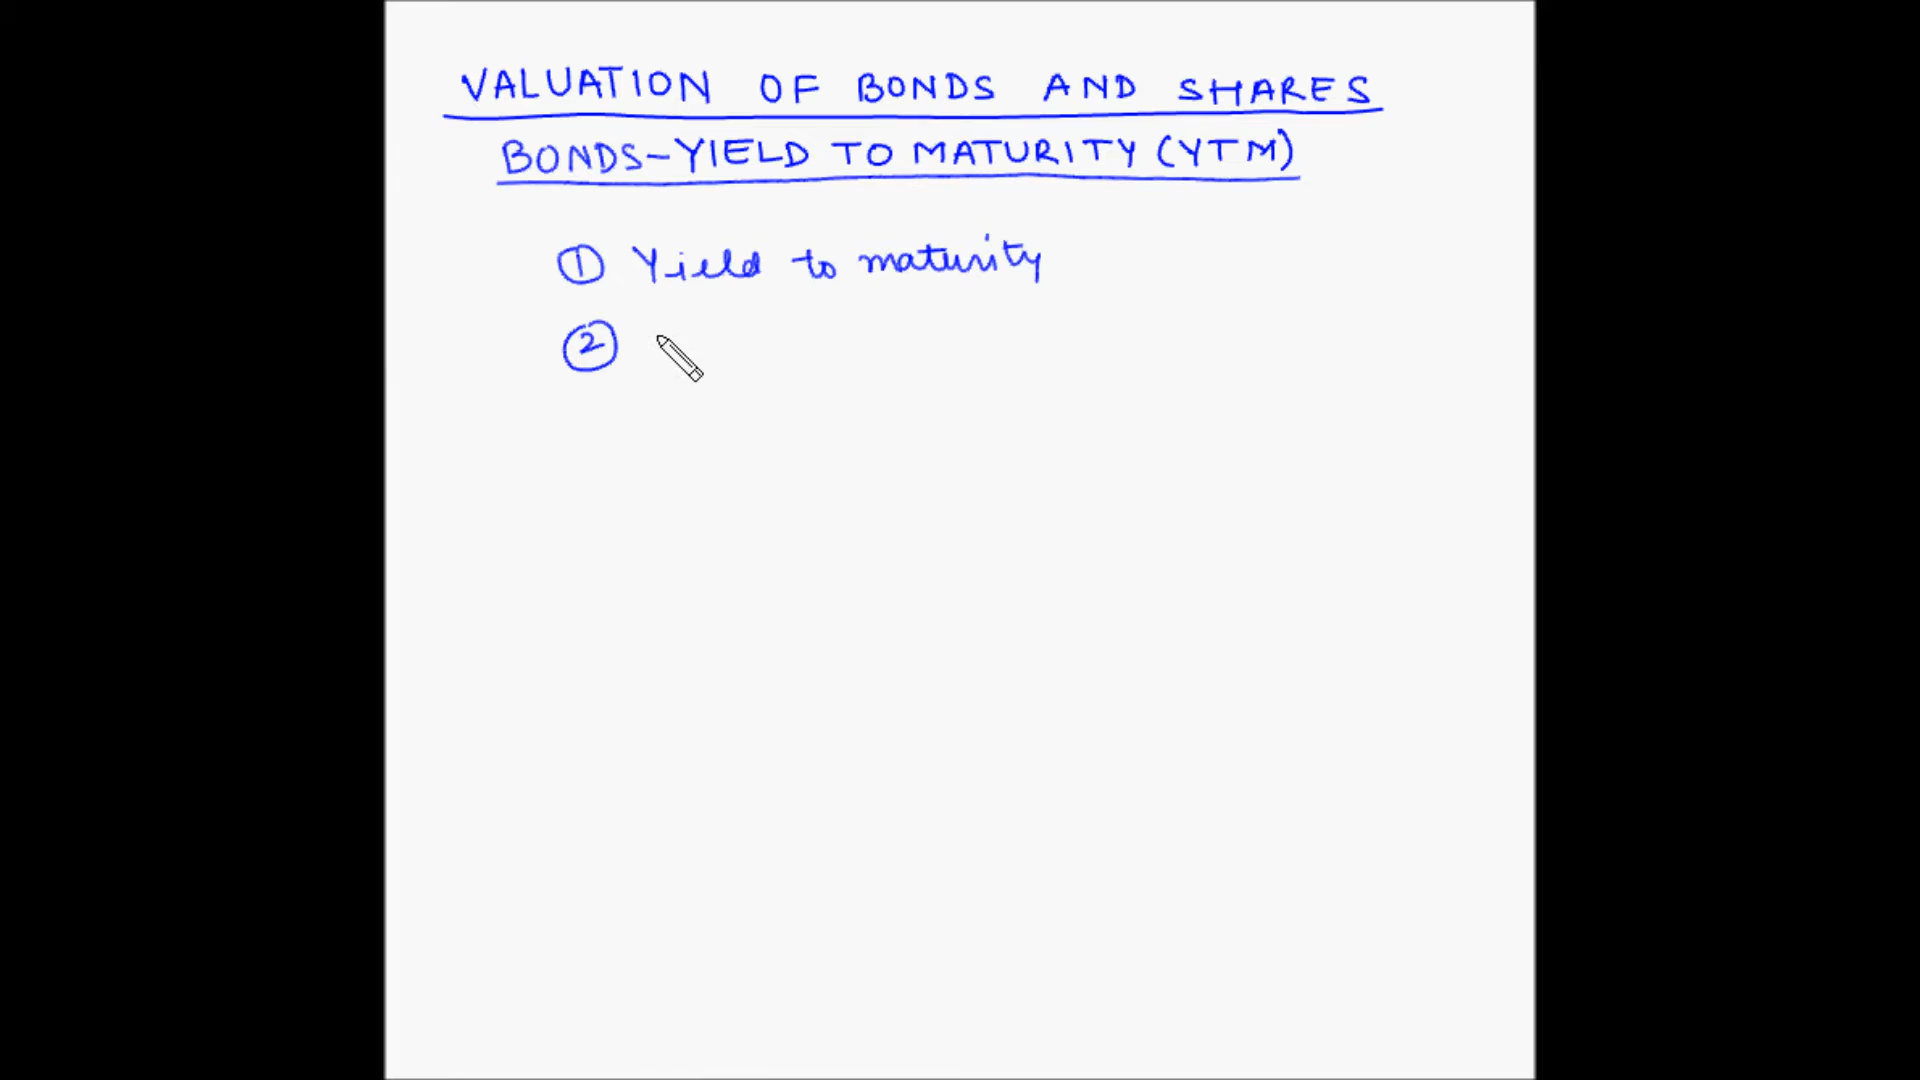 VALUATION OF BONDS AND SHARES
BONDS-YIELD TO MATURITY (YTM)
① Yield to maturity
②